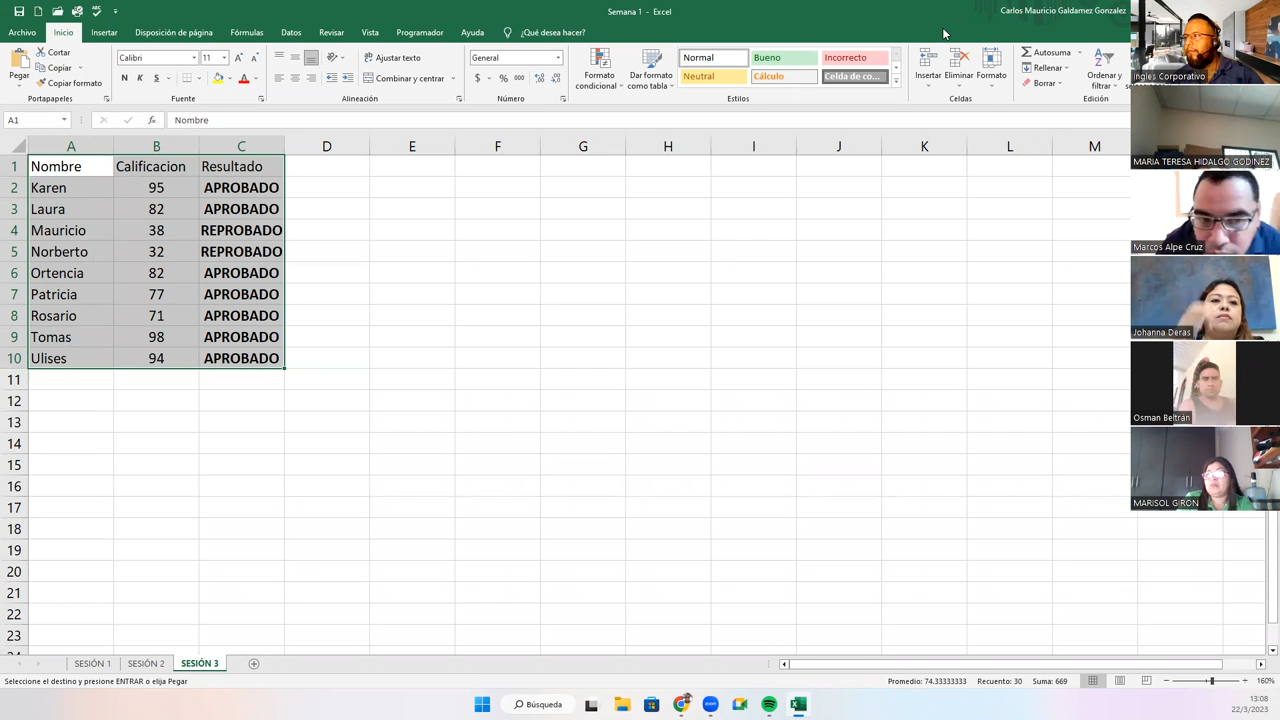 Semana 1 - Excel
Carlos Mauricio Galdamez Gonzalez
Archivo Inicio Insertar Disposición de página Fórmulas Datos Revisar Vista Programador Ayuda ¿Qué desea hacer?
Pegar
Cortar
Copiar
Portapapeles
Calibri 11
N K S
Fuente
Ajustar texto
Combinar y centrar
Alineación
General
$ % 000
Número
Formato condicional
Dar formato como tabla
Normal Bueno Incorrecto
Neutral Cálculo Celda de co...
Estilos
Insertar Eliminar Formato
Celdas
Autosuma
Rellenar
Borrar
Ordenar y filtrar
Edición
A1 fx Nombre
A B C D E F G H I J K L M
1 Nombre Calificacion Resultado
2 Karen 95 APROBADO
3 Laura 82 APROBADO
4 Mauricio 38 REPROBADO
5 Norberto 32 REPROBADO
6 Ortencia 82 APROBADO
7 Patricia 77 APROBADO
8 Rosario 71 APROBADO
9 Tomas 98 APROBADO
10 Ulises 94 APROBADO
11
12
13
14
15
16
17
18
19
20
21
22
23
Ingles Corporativo
MARIA TERESA HIDALGO GODINEZ
Marcos Alpe Cruz
Johanna Deras
Osman Beltrán
MARISOL GIRON
SESIÓN 1 SESIÓN 2 SESIÓN 3
Seleccione el destino y presione ENTRAR o elija Pegar
Promedio: 74.33333333 Recuento: 30 Suma: 669
160%
Búsqueda
13:08
22/3/2023